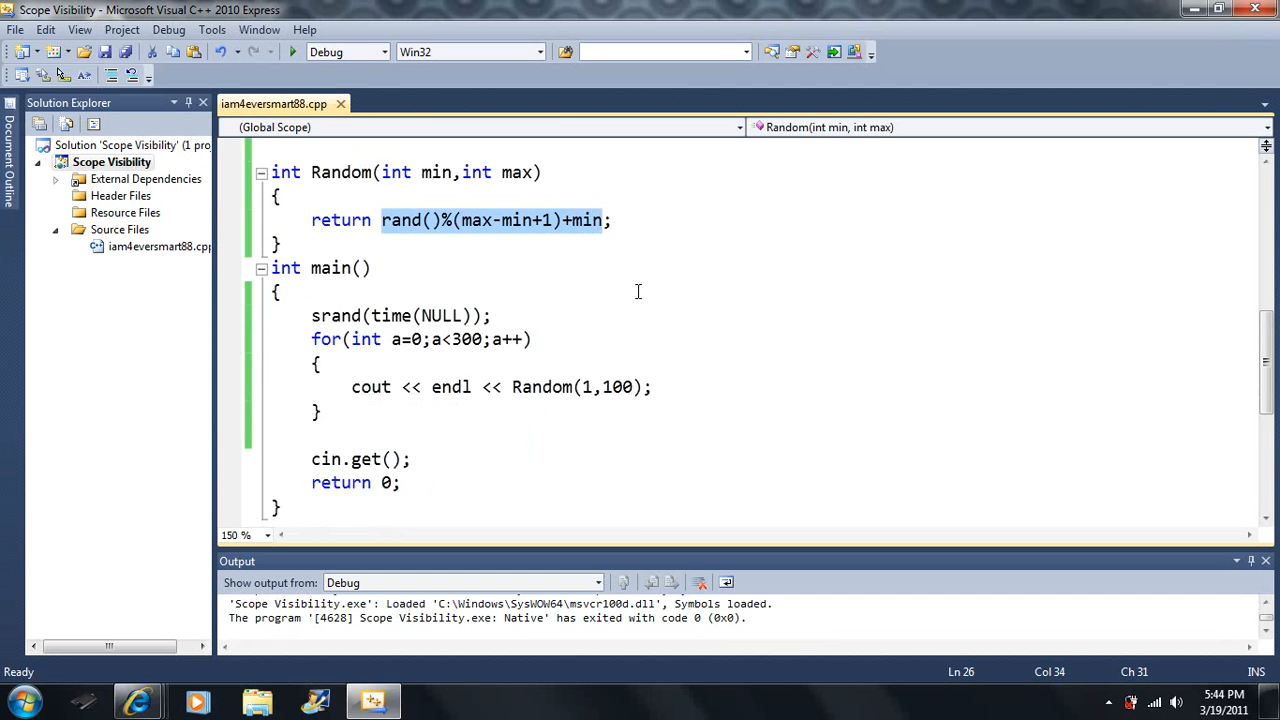 Scope Visibility - Microsoft Visual C++ 2010 Express
File Edit View Project Debug Tools Window Help
Debug Win32
Solution Explorer
iam4eversmart88.cpp
Document Outline
(Global Scope) Random(int min, int max)
Solution 'Scope Visibility' (1 proj
Scope Visibility
External Dependencies
Header Files
Resource Files
Source Files
iam4eversmart88.cpp
int Random(int min,int max)
{
return rand()%(max-min+1)+min;
}
int main()
{
srand(time(NULL));
for(int a=0;a<300;a++)
{
cout << endl << Random(1,100);
}
cin.get();
return 0;
}
150 %
Output
Show output from: Debug
'Scope Visibility.exe': Loaded 'C:\Windows\SysWOW64\msvcr100d.dll', Symbols loaded.
The program '[4628] Scope Visibility.exe: Native' has exited with code 0 (0x0).
Ready Ln 26 Col 34 Ch 31 INS
5:44 PM
3/19/2011